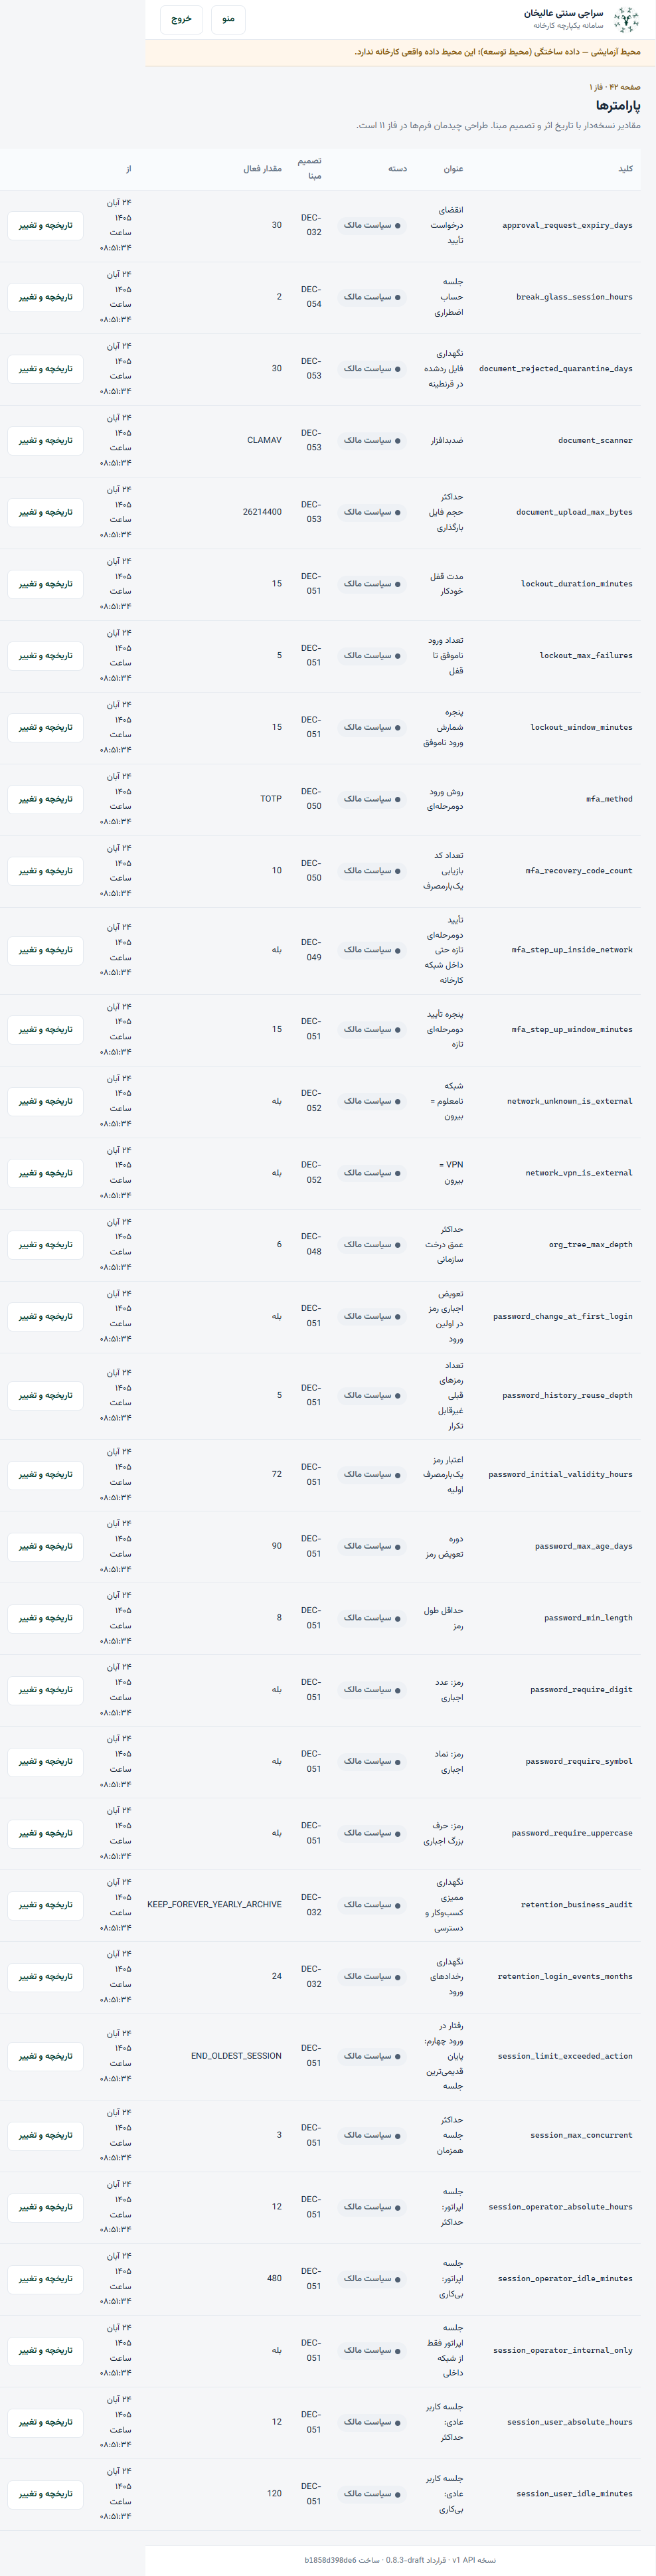 سراجی سنتی عالیخان
سامانه یکپارچه کارخانه
منو
خروج
محیط آزمایشی — داده ساختگی (محیط توسعه)؛ این محیط داده واقعی کارخانه ندارد.
صفحه ۴۲ · فاز ۱
پارامترها
مقادیر نسخه‌دار با تاریخ اثر و تصمیم مبنا. طراحی چیدمان فرم‌ها در فاز ۱۱ است.
کلید عنوان دسته تصمیم مبنا مقدار فعال از
approval_request_expiry_days انقضای درخواست تأیید سیاست مالک DEC-032 30 ۲۴ آبان ۱۴۰۵ ساعت ۰۸:۵۱:۳۴ تاریخچه و تغییر
break_glass_session_hours جلسه حساب اضطراری سیاست مالک DEC-054 2 ۲۴ آبان ۱۴۰۵ ساعت ۰۸:۵۱:۳۴ تاریخچه و تغییر
document_rejected_quarantine_days نگهداری فایل ردشده در قرنطینه سیاست مالک DEC-053 30 ۲۴ آبان ۱۴۰۵ ساعت ۰۸:۵۱:۳۴ تاریخچه و تغییر
document_scanner ضدبدافزار سیاست مالک DEC-053 CLAMAV ۲۴ آبان ۱۴۰۵ ساعت ۰۸:۵۱:۳۴ تاریخچه و تغییر
document_upload_max_bytes حداکثر حجم فایل بارگذاری سیاست مالک DEC-053 26214400 ۲۴ آبان ۱۴۰۵ ساعت ۰۸:۵۱:۳۴ تاریخچه و تغییر
lockout_duration_minutes مدت قفل خودکار سیاست مالک DEC-051 15 ۲۴ آبان ۱۴۰۵ ساعت ۰۸:۵۱:۳۴ تاریخچه و تغییر
lockout_max_failures تعداد ورود ناموفق تا قفل سیاست مالک DEC-051 5 ۲۴ آبان ۱۴۰۵ ساعت ۰۸:۵۱:۳۴ تاریخچه و تغییر
lockout_window_minutes پنجره شمارش ورود ناموفق سیاست مالک DEC-051 15 ۲۴ آبان ۱۴۰۵ ساعت ۰۸:۵۱:۳۴ تاریخچه و تغییر
mfa_method روش ورود دومرحله‌ای سیاست مالک DEC-050 TOTP ۲۴ آبان ۱۴۰۵ ساعت ۰۸:۵۱:۳۴ تاریخچه و تغییر
mfa_recovery_code_count تعداد کد بازیابی یک‌بارمصرف سیاست مالک DEC-050 10 ۲۴ آبان ۱۴۰۵ ساعت ۰۸:۵۱:۳۴ تاریخچه و تغییر
mfa_step_up_inside_network تأیید دومرحله‌ای تازه حتی داخل شبکه کارخانه سیاست مالک DEC-049 بله ۲۴ آبان ۱۴۰۵ ساعت ۰۸:۵۱:۳۴ تاریخچه و تغییر
mfa_step_up_window_minutes پنجره تأیید دومرحله‌ای تازه سیاست مالک DEC-051 15 ۲۴ آبان ۱۴۰۵ ساعت ۰۸:۵۱:۳۴ تاریخچه و تغییر
network_unknown_is_external شبکه نامعلوم = بیرون سیاست مالک DEC-052 بله ۲۴ آبان ۱۴۰۵ ساعت ۰۸:۵۱:۳۴ تاریخچه و تغییر
network_vpn_is_external VPN = بیرون سیاست مالک DEC-052 بله ۲۴ آبان ۱۴۰۵ ساعت ۰۸:۵۱:۳۴ تاریخچه و تغییر
org_tree_max_depth حداکثر عمق درخت سازمانی سیاست مالک DEC-048 6 ۲۴ آبان ۱۴۰۵ ساعت ۰۸:۵۱:۳۴ تاریخچه و تغییر
password_change_at_first_login تعویض اجباری رمز در اولین ورود سیاست مالک DEC-051 بله ۲۴ آبان ۱۴۰۵ ساعت ۰۸:۵۱:۳۴ تاریخچه و تغییر
password_history_reuse_depth تعداد رمزهای قبلی غیرقابل تکرار سیاست مالک DEC-051 5 ۲۴ آبان ۱۴۰۵ ساعت ۰۸:۵۱:۳۴ تاریخچه و تغییر
password_initial_validity_hours اعتبار رمز یک‌بارمصرف اولیه سیاست مالک DEC-051 72 ۲۴ آبان ۱۴۰۵ ساعت ۰۸:۵۱:۳۴ تاریخچه و تغییر
password_max_age_days دوره تعویض رمز سیاست مالک DEC-051 90 ۲۴ آبان ۱۴۰۵ ساعت ۰۸:۵۱:۳۴ تاریخچه و تغییر
password_min_length حداقل طول رمز سیاست مالک DEC-051 8 ۲۴ آبان ۱۴۰۵ ساعت ۰۸:۵۱:۳۴ تاریخچه و تغییر
password_require_digit رمز: عدد اجباری سیاست مالک DEC-051 بله ۲۴ آبان ۱۴۰۵ ساعت ۰۸:۵۱:۳۴ تاریخچه و تغییر
password_require_symbol رمز: نماد اجباری سیاست مالک DEC-051 بله ۲۴ آبان ۱۴۰۵ ساعت ۰۸:۵۱:۳۴ تاریخچه و تغییر
password_require_uppercase رمز: حرف بزرگ اجباری سیاست مالک DEC-051 بله ۲۴ آبان ۱۴۰۵ ساعت ۰۸:۵۱:۳۴ تاریخچه و تغییر
retention_business_audit نگهداری ممیزی کسب‌وکار و دسترسی سیاست مالک DEC-032 KEEP_FOREVER_YEARLY_ARCHIVE ۲۴ آبان ۱۴۰۵ ساعت ۰۸:۵۱:۳۴ تاریخچه و تغییر
retention_login_events_months نگهداری رخدادهای ورود سیاست مالک DEC-032 24 ۲۴ آبان ۱۴۰۵ ساعت ۰۸:۵۱:۳۴ تاریخچه و تغییر
session_limit_exceeded_action رفتار در ورود چهارم: پایان قدیمی‌ترین جلسه سیاست مالک DEC-051 END_OLDEST_SESSION ۲۴ آبان ۱۴۰۵ ساعت ۰۸:۵۱:۳۴ تاریخچه و تغییر
session_max_concurrent حداکثر جلسه همزمان سیاست مالک DEC-051 3 ۲۴ آبان ۱۴۰۵ ساعت ۰۸:۵۱:۳۴ تاریخچه و تغییر
session_operator_absolute_hours جلسه اپراتور: حداکثر سیاست مالک DEC-051 12 ۲۴ آبان ۱۴۰۵ ساعت ۰۸:۵۱:۳۴ تاریخچه و تغییر
session_operator_idle_minutes جلسه اپراتور: بی‌کاری سیاست مالک DEC-051 480 ۲۴ آبان ۱۴۰۵ ساعت ۰۸:۵۱:۳۴ تاریخچه و تغییر
session_operator_internal_only جلسه اپراتور فقط از شبکه داخلی سیاست مالک DEC-051 بله ۲۴ آبان ۱۴۰۵ ساعت ۰۸:۵۱:۳۴ تاریخچه و تغییر
session_user_absolute_hours جلسه کاربر عادی: حداکثر سیاست مالک DEC-051 12 ۲۴ آبان ۱۴۰۵ ساعت ۰۸:۵۱:۳۴ تاریخچه و تغییر
session_user_idle_minutes جلسه کاربر عادی: بی‌کاری سیاست مالک DEC-051 120 ۲۴ آبان ۱۴۰۵ ساعت ۰۸:۵۱:۳۴ تاریخچه و تغییر
نسخه v1 API · قرارداد 0.8.3-draft · ساخت b1858d398de6